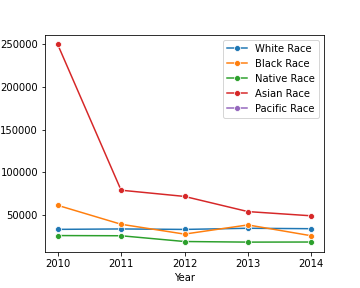 250000
200000
150000
100000
50000
White Race
Black Race
Native Race
Asian Race
Pacific Race
2010 2011 2012 2013 2014
Year